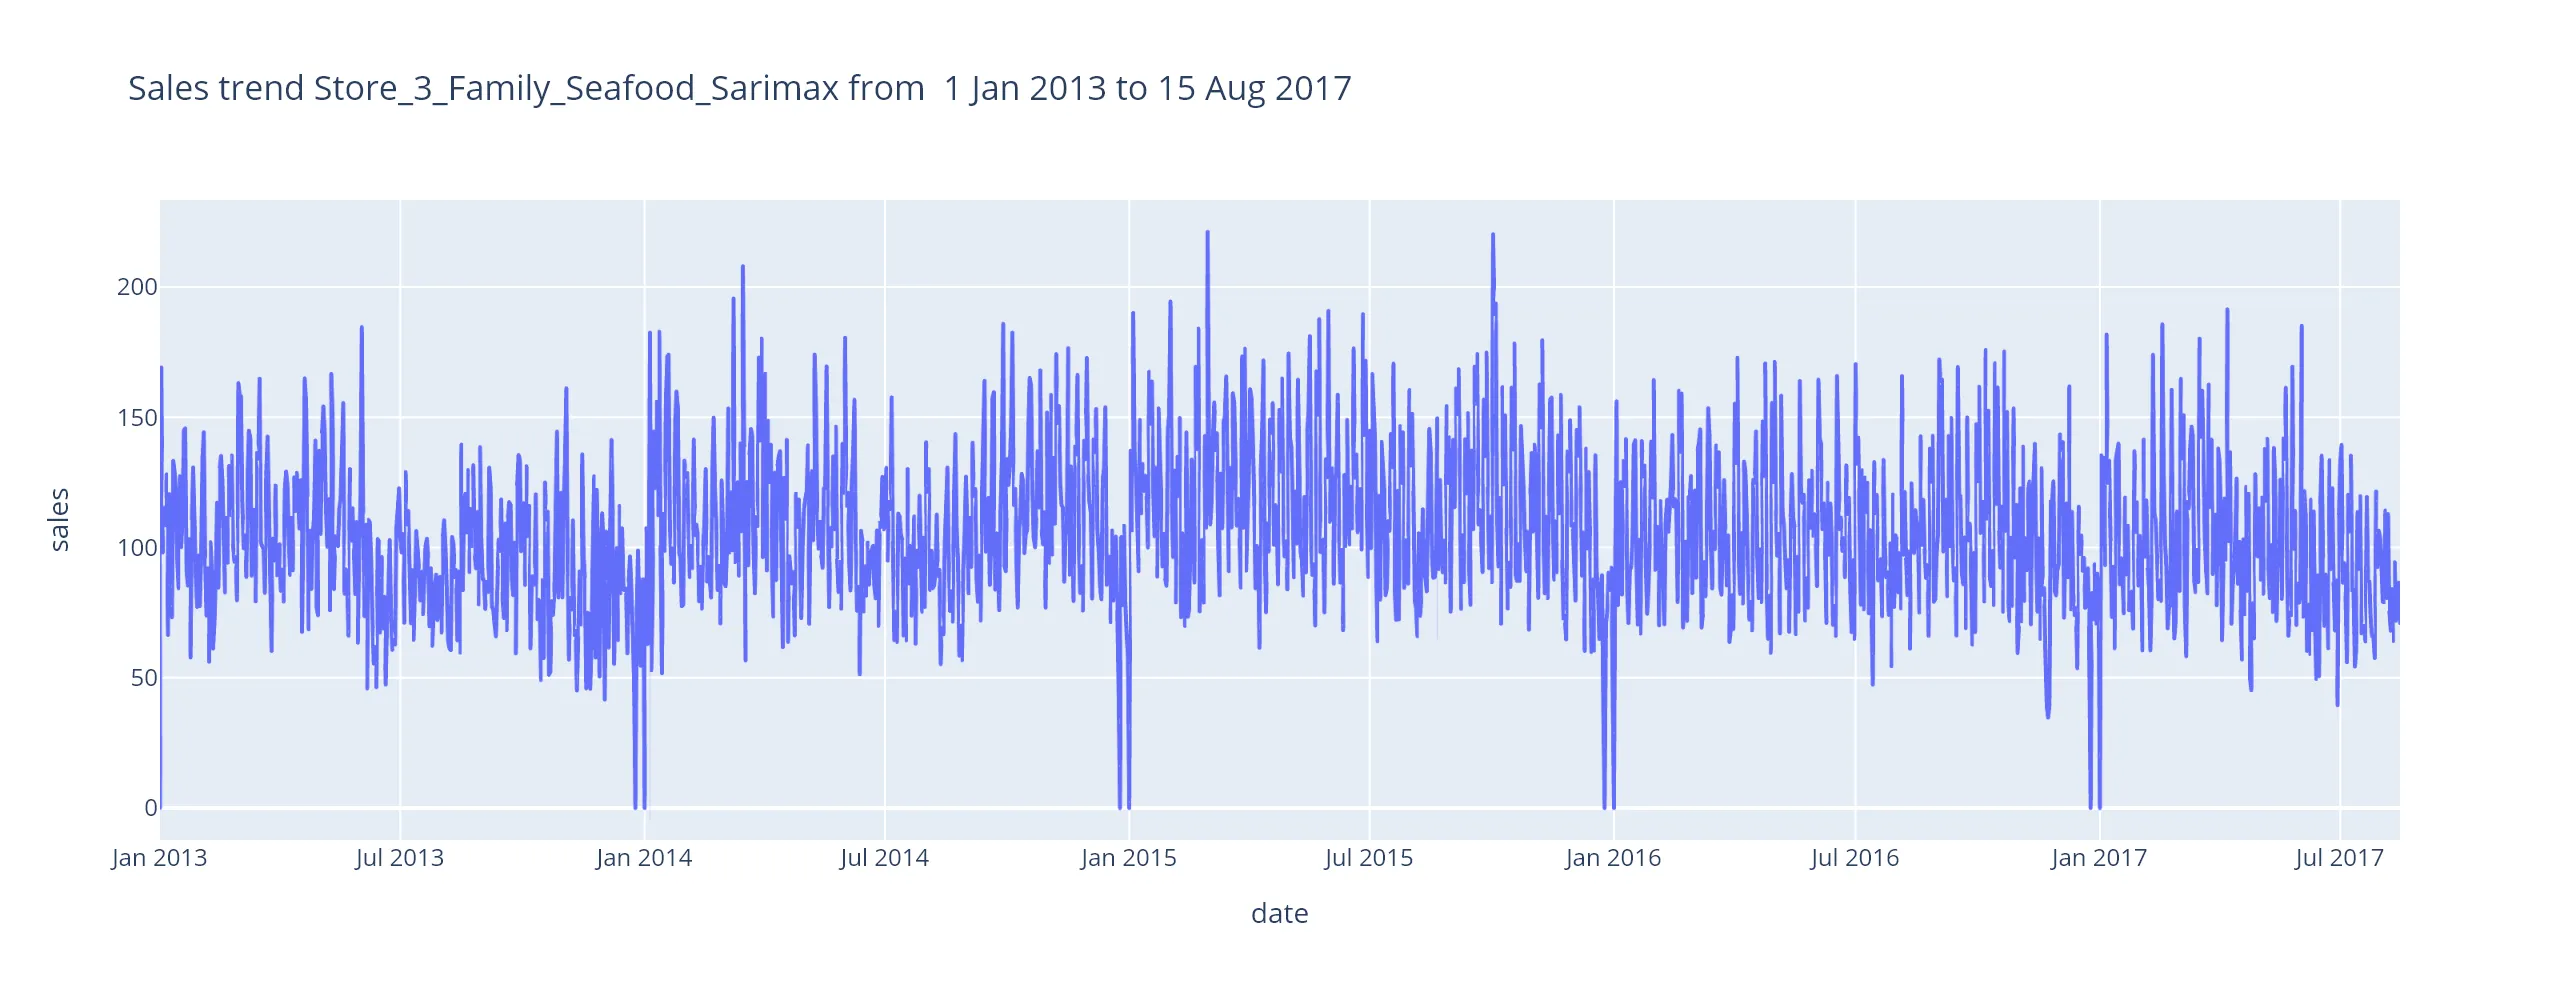 Sales trend Store_3_Family_Seafood_Sarimax from  1 Jan 2013 to 15 Aug 2017
200
150
100
50
0
sales
Jan 2013 Jul 2013 Jan 2014 Jul 2014 Jan 2015 Jul 2015 Jan 2016 Jul 2016 Jan 2017 Jul 2017
date